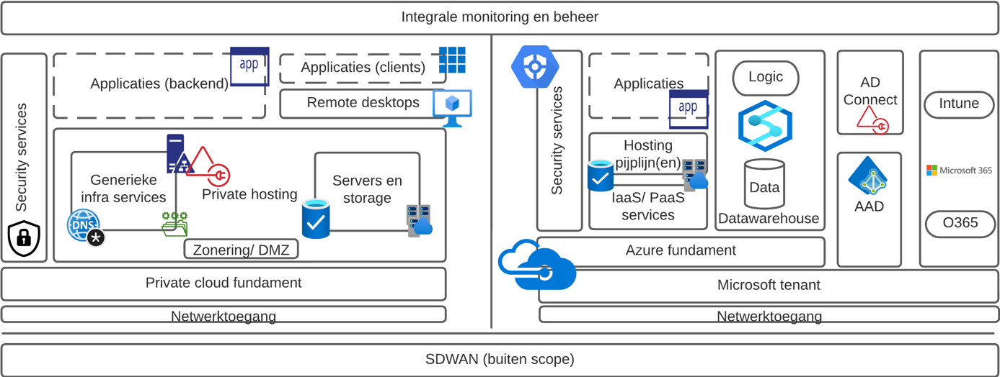 Integrale monitoring en beheer
Security services
Applicaties (backend)
app
Applicaties (clients)
Remote desktops
Generieke
infra services
DNS
*
Private hosting
Servers en
storage
Zonering/ DMZ
Private cloud fundament
Netwerktoegang
Security services
Applicaties
app
Hosting
pijplijn(en)
IaaS/ PaaS
services
Logic
Data
Datawarehouse
AD
Connect
AAD
Intune
Microsoft 365
O365
Azure fundament
Microsoft tenant
Netwerktoegang
SDWAN (buiten scope)